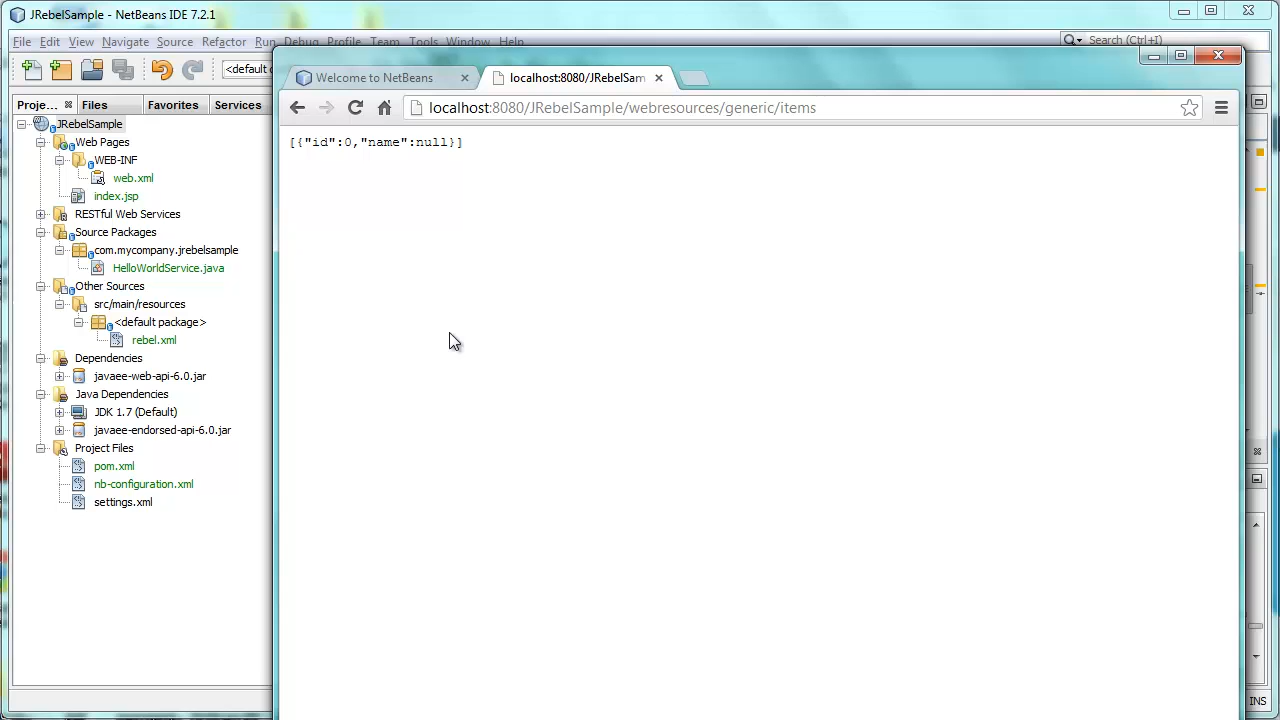 JRebelSample - NetBeans IDE 7.2.1
File Edit View Navigate Source Refactor Run Debug Profile Team Tools Window Help
Search (Ctrl+I)
<default c
Welcome to NetBeans
localhost:8080/JRebelSam
Proje...
Files
Favorites
Services
localhost:8080/JRebelSample/webresources/generic/items
[{"id":0,"name":null}]
JRebelSample
Web Pages
WEB-INF
web.xml
index.jsp
RESTful Web Services
Source Packages
com.mycompany.jrebelsample
HelloWorldService.java
Other Sources
src/main/resources
<default package>
rebel.xml
Dependencies
javaee-web-api-6.0.jar
Java Dependencies
JDK 1.7 (Default)
javaee-endorsed-api-6.0.jar
Project Files
pom.xml
nb-configuration.xml
settings.xml
INS